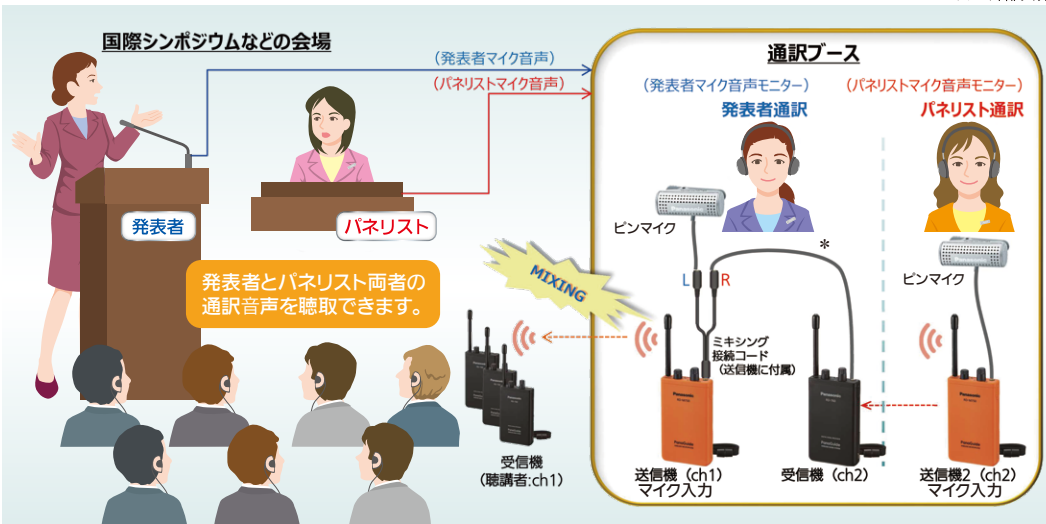 国際シンポジウムなどの会場
(発表者マイク音声)
(パネリストマイク音声)
発表者
パネリスト
発表者とパネリスト両者の
通訳音声を聴取できます。
MIXING
受信機
(聴講者:ch1)
通訳ブース
(発表者マイク音声モニター)
発表者通訳
(パネリストマイク音声モニター)
パネリスト通訳
ピンマイク
L
R
*
Panasonic
ピンマイク
ミキシング
接続コード
(送信機に付属)
Panasonic
Panasonic
Panasonic
送信機(ch1)
マイク入力
受信機(ch2)
送信機2(ch2)
マイク入力